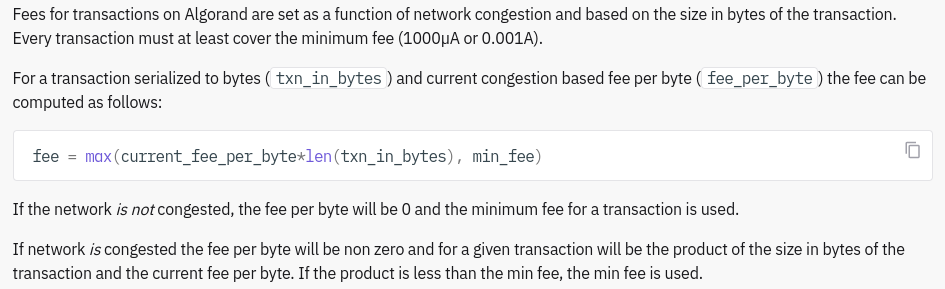 Fees for transactions on Algorand are set as a function of network congestion and based on the size in bytes of the transaction.
Every transaction must at least cover the minimum fee (1000μA or 0.001A).
For a transaction serialized to bytes ( txn_in_bytes ) and current congestion based fee per byte ( fee_per_byte ) the fee can be
computed as follows:
fee = max(current_fee_per_byte*len(txn_in_bytes), min_fee)
If the network is not congested, the fee per byte will be 0 and the minimum fee for a transaction is used.
If network is congested the fee per byte will be non zero and for a given transaction will be the product of the size in bytes of the
transaction and the current fee per byte. If the product is less than the min fee, the min fee is used.